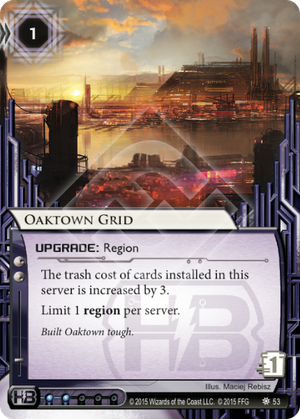 1
OAKTOWN GRID
UPGRADE: Region
The trash cost of cards installed in this
server is increased by 3.
Limit 1 region per server.
Built Oaktown tough.
1
HB
Illus. Maciej Rebisz
© 2015 Wizards of the Coast LLC. © 2015 FFG
53